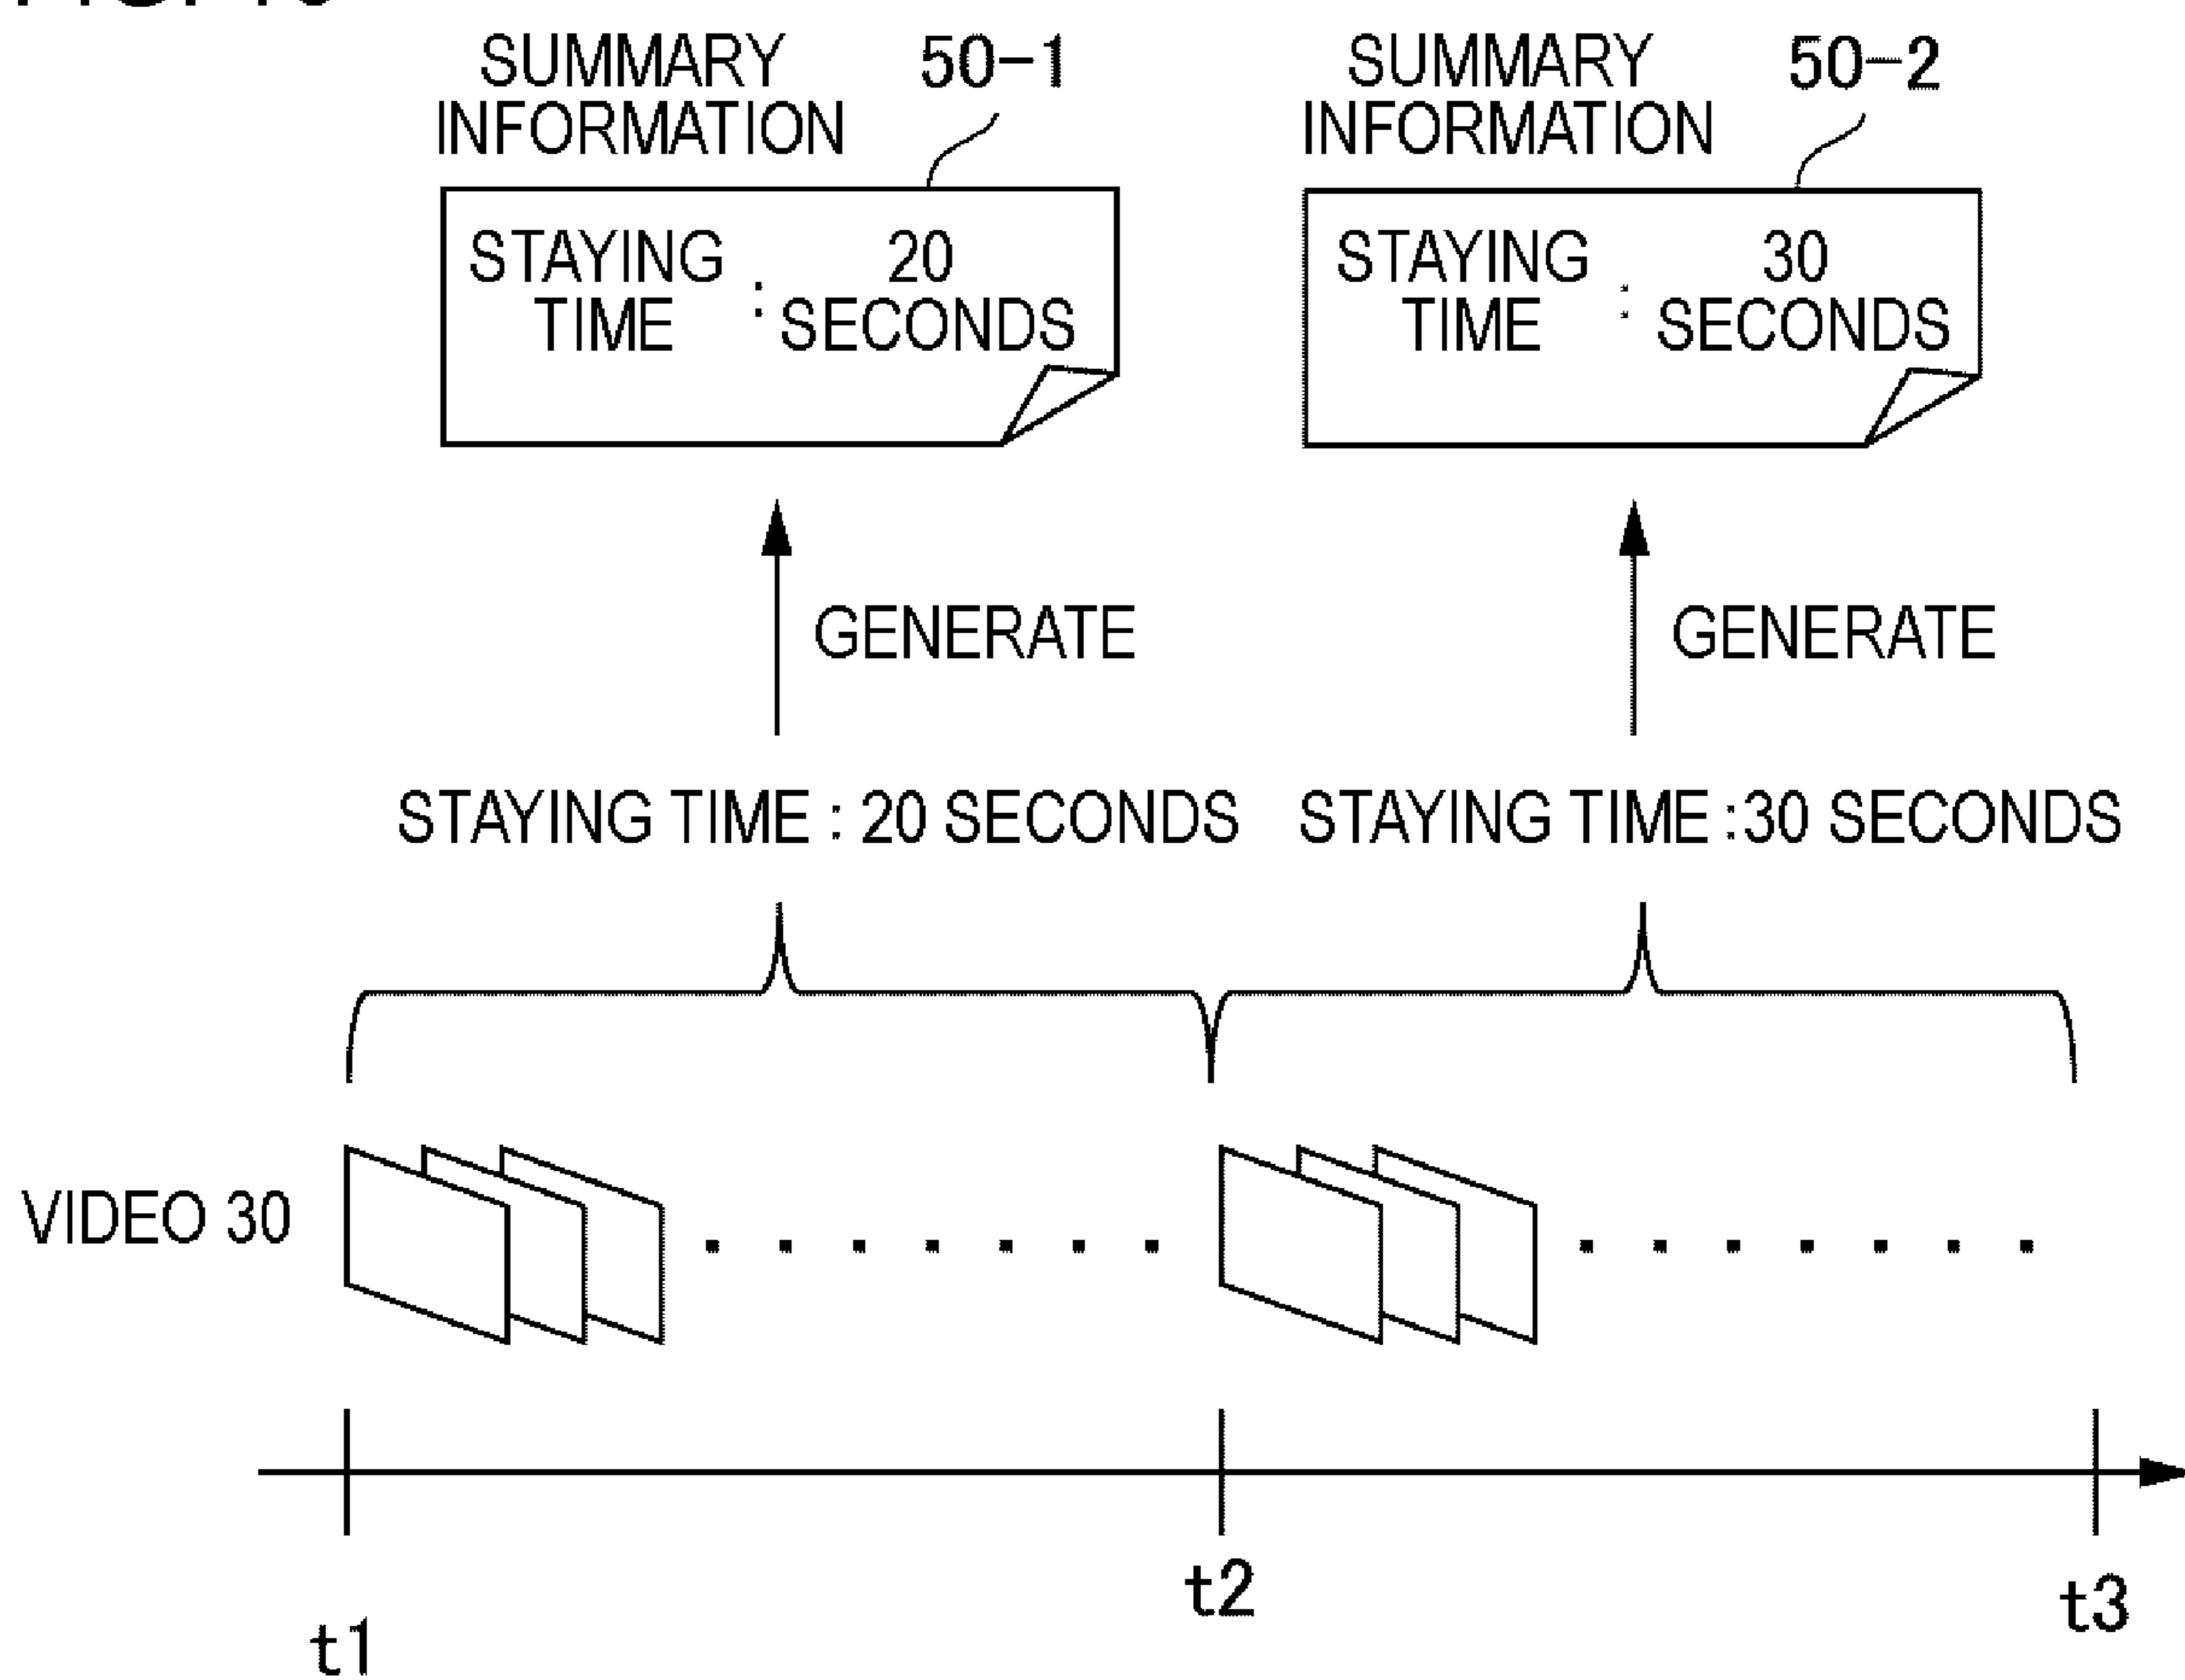 SUMMARY INFORMATION 50-1
SUMMARY INFORMATION 50-2
STAYING TIME : 20 SECONDS
STAYING TIME : 30 SECONDS
GENERATE
GENERATE
STAYING TIME : 20 SECONDS
STAYING TIME : 30 SECONDS
VIDEO 30
t1
t2
t3